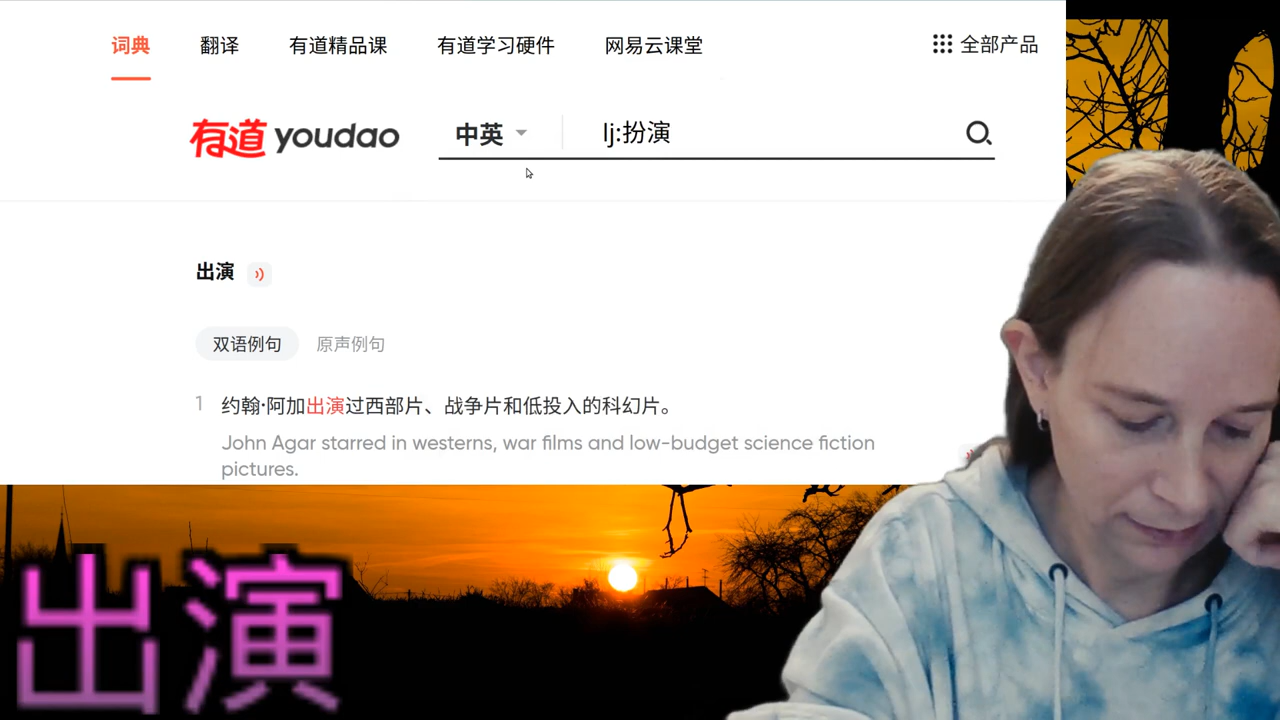 词典 翻译 有道精品课 有道学习硬件 网易云课堂 全部产品
有道 youdao 中英 lj:扮演
出演
双语例句 原声例句
1 约翰·阿加出演过西部片、战争片和低投入的科幻片。
John Agar starred in westerns, war films and low-budget science fiction
pictures.
出演